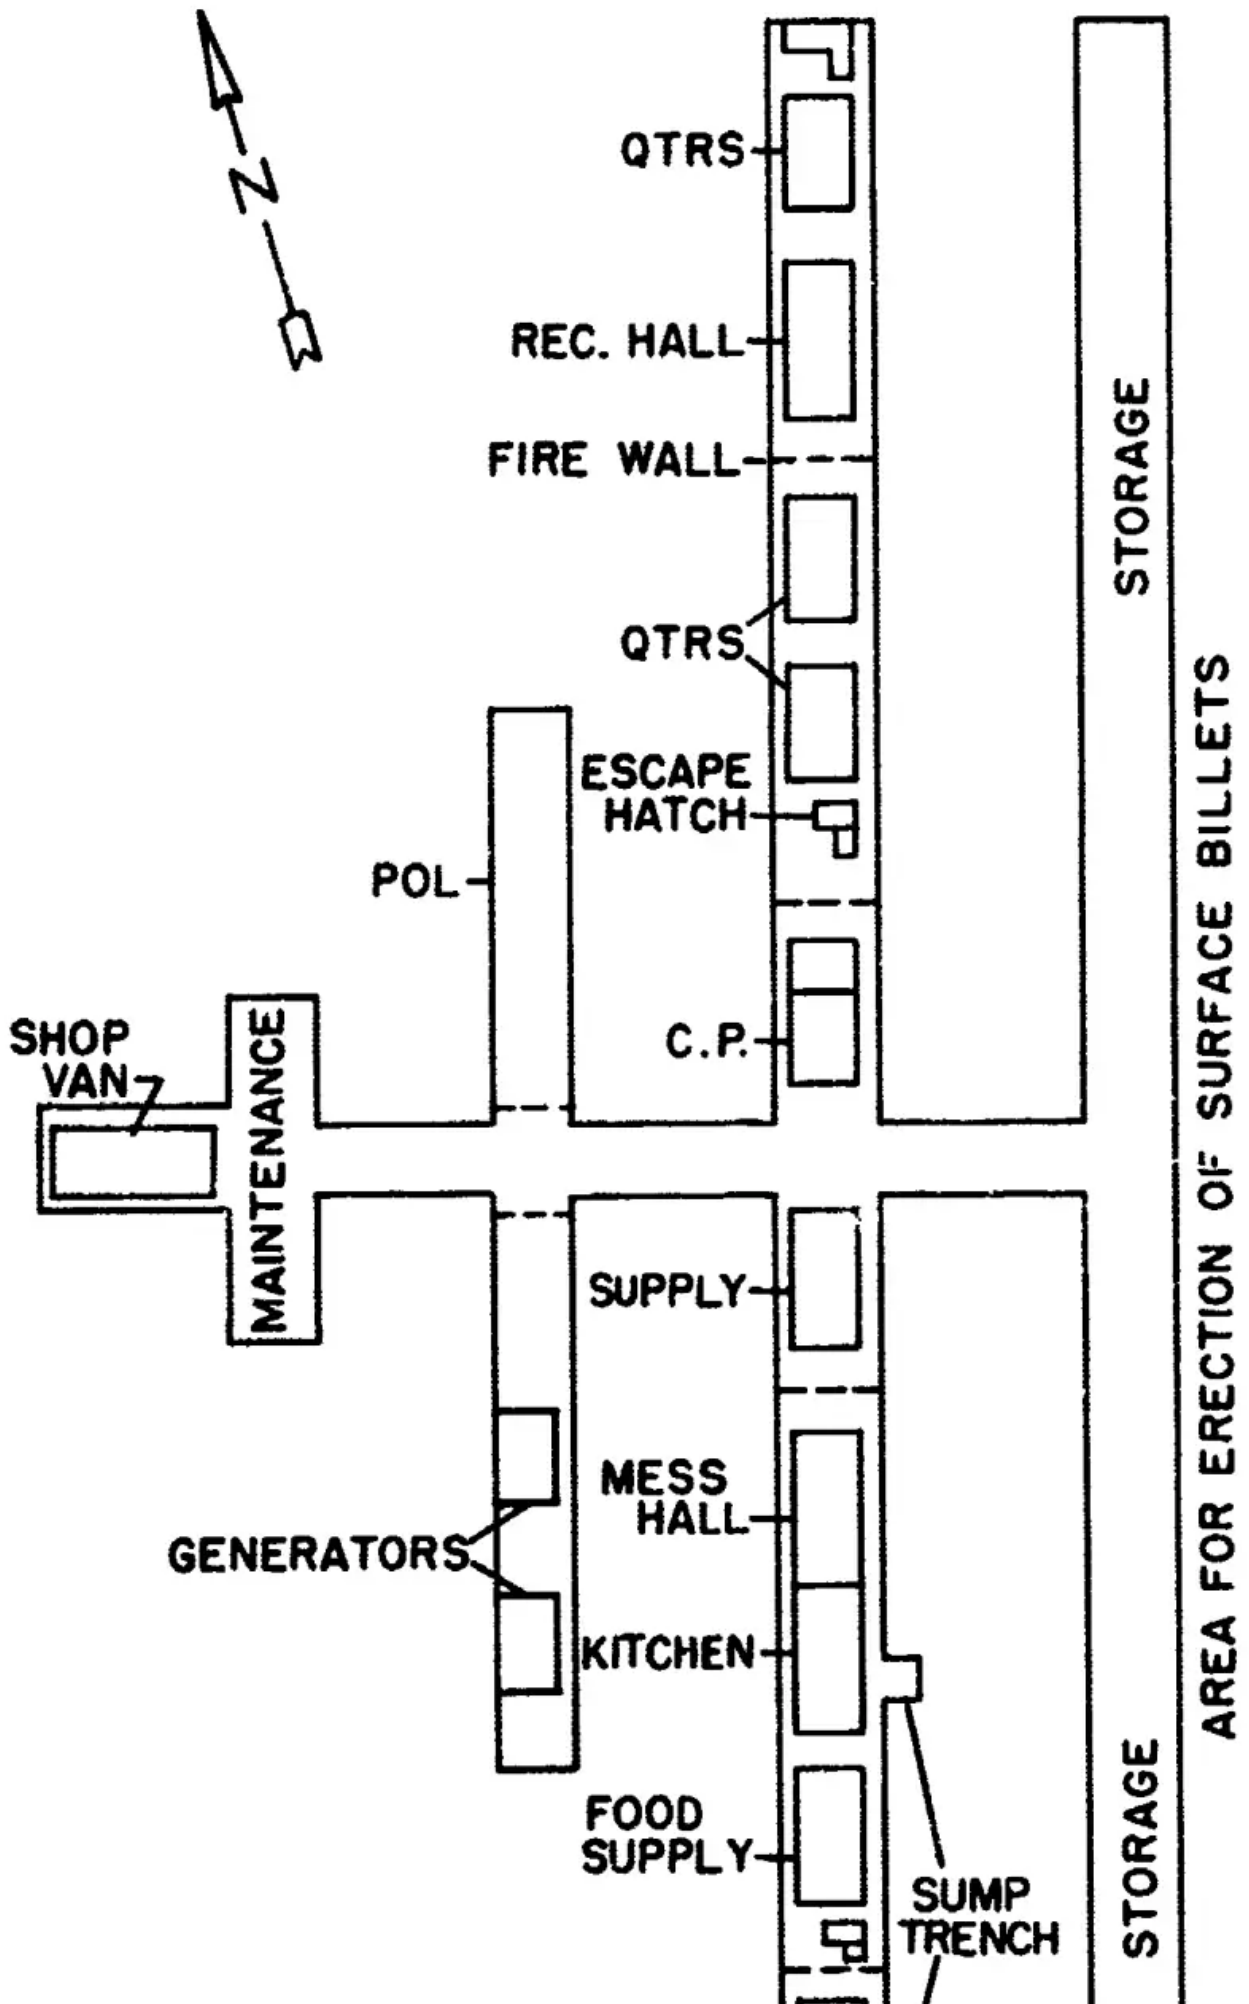 N
QTRS
REC. HALL
FIRE WALL
STORAGE
QTRS
ESCAPE
HATCH
POL
C.P.
SHOP
VAN
MAINTENANCE
AREA FOR ERECTION OF SURFACE BILLETS
SUPPLY
MESS
HALL
GENERATORS
KITCHEN
FOOD
SUPPLY
SUMP
TRENCH
STORAGE